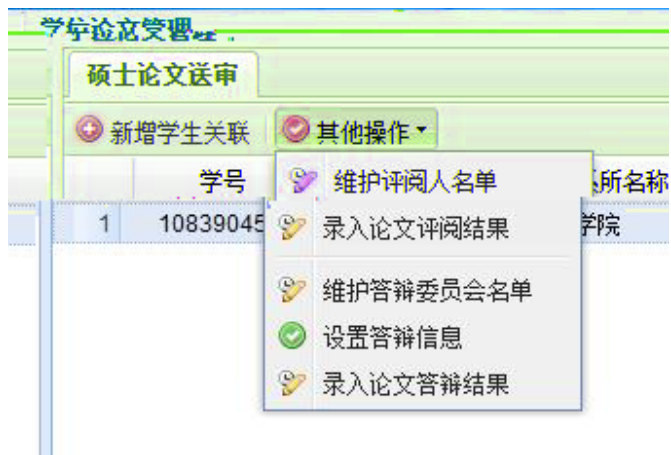 学位论文管理
硕士论文送审
新增学生关联 其他操作
学号 维护评阅人名单 所名称
1 10839045 录入论文评阅结果 学院
维护答辩委员会名单
设置答辩信息
录入论文答辩结果